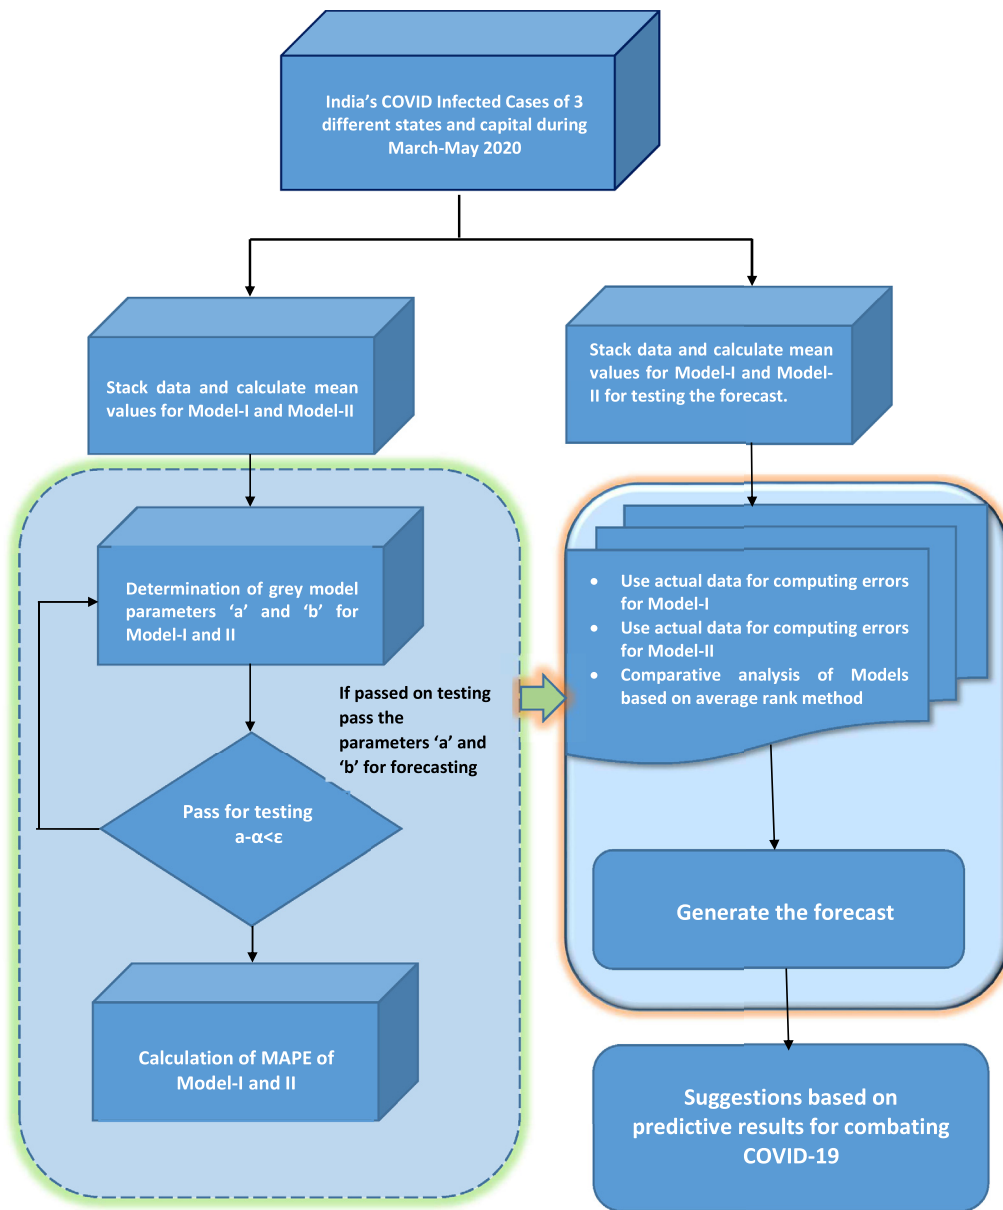 India's COVID Infected Cases of 3
different states and capital during
March-May 2020
Stack data and calculate mean
values for Model-I and Model-II
Stack data and calculate mean
values for Model-I and Model-
II for testing the forecast.
Determination of grey model
parameters ‘a’ and ‘b’ for
Model-I and II
If passed on testing
pass the
parameters ‘a’ and
‘b’ for forecasting
Pass for testing
a-α<ε
Calculation of MAPE of
Model-I and II
• Use actual data for computing errors
for Model-I
• Use actual data for computing errors
for Model-II
• Comparative analysis of Models
based on average rank method
Generate the forecast
Suggestions based on
predictive results for combating
COVID-19